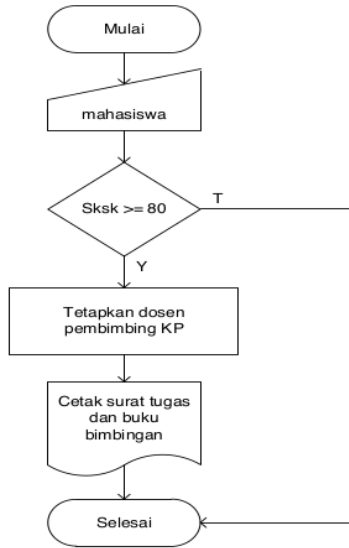 Mulai
mahasiswa
Sksk >= 80
T
Y
Tetapkan dosen
pembimbing KP
Cetak surat tugas
dan buku
bimbingan
Selesai